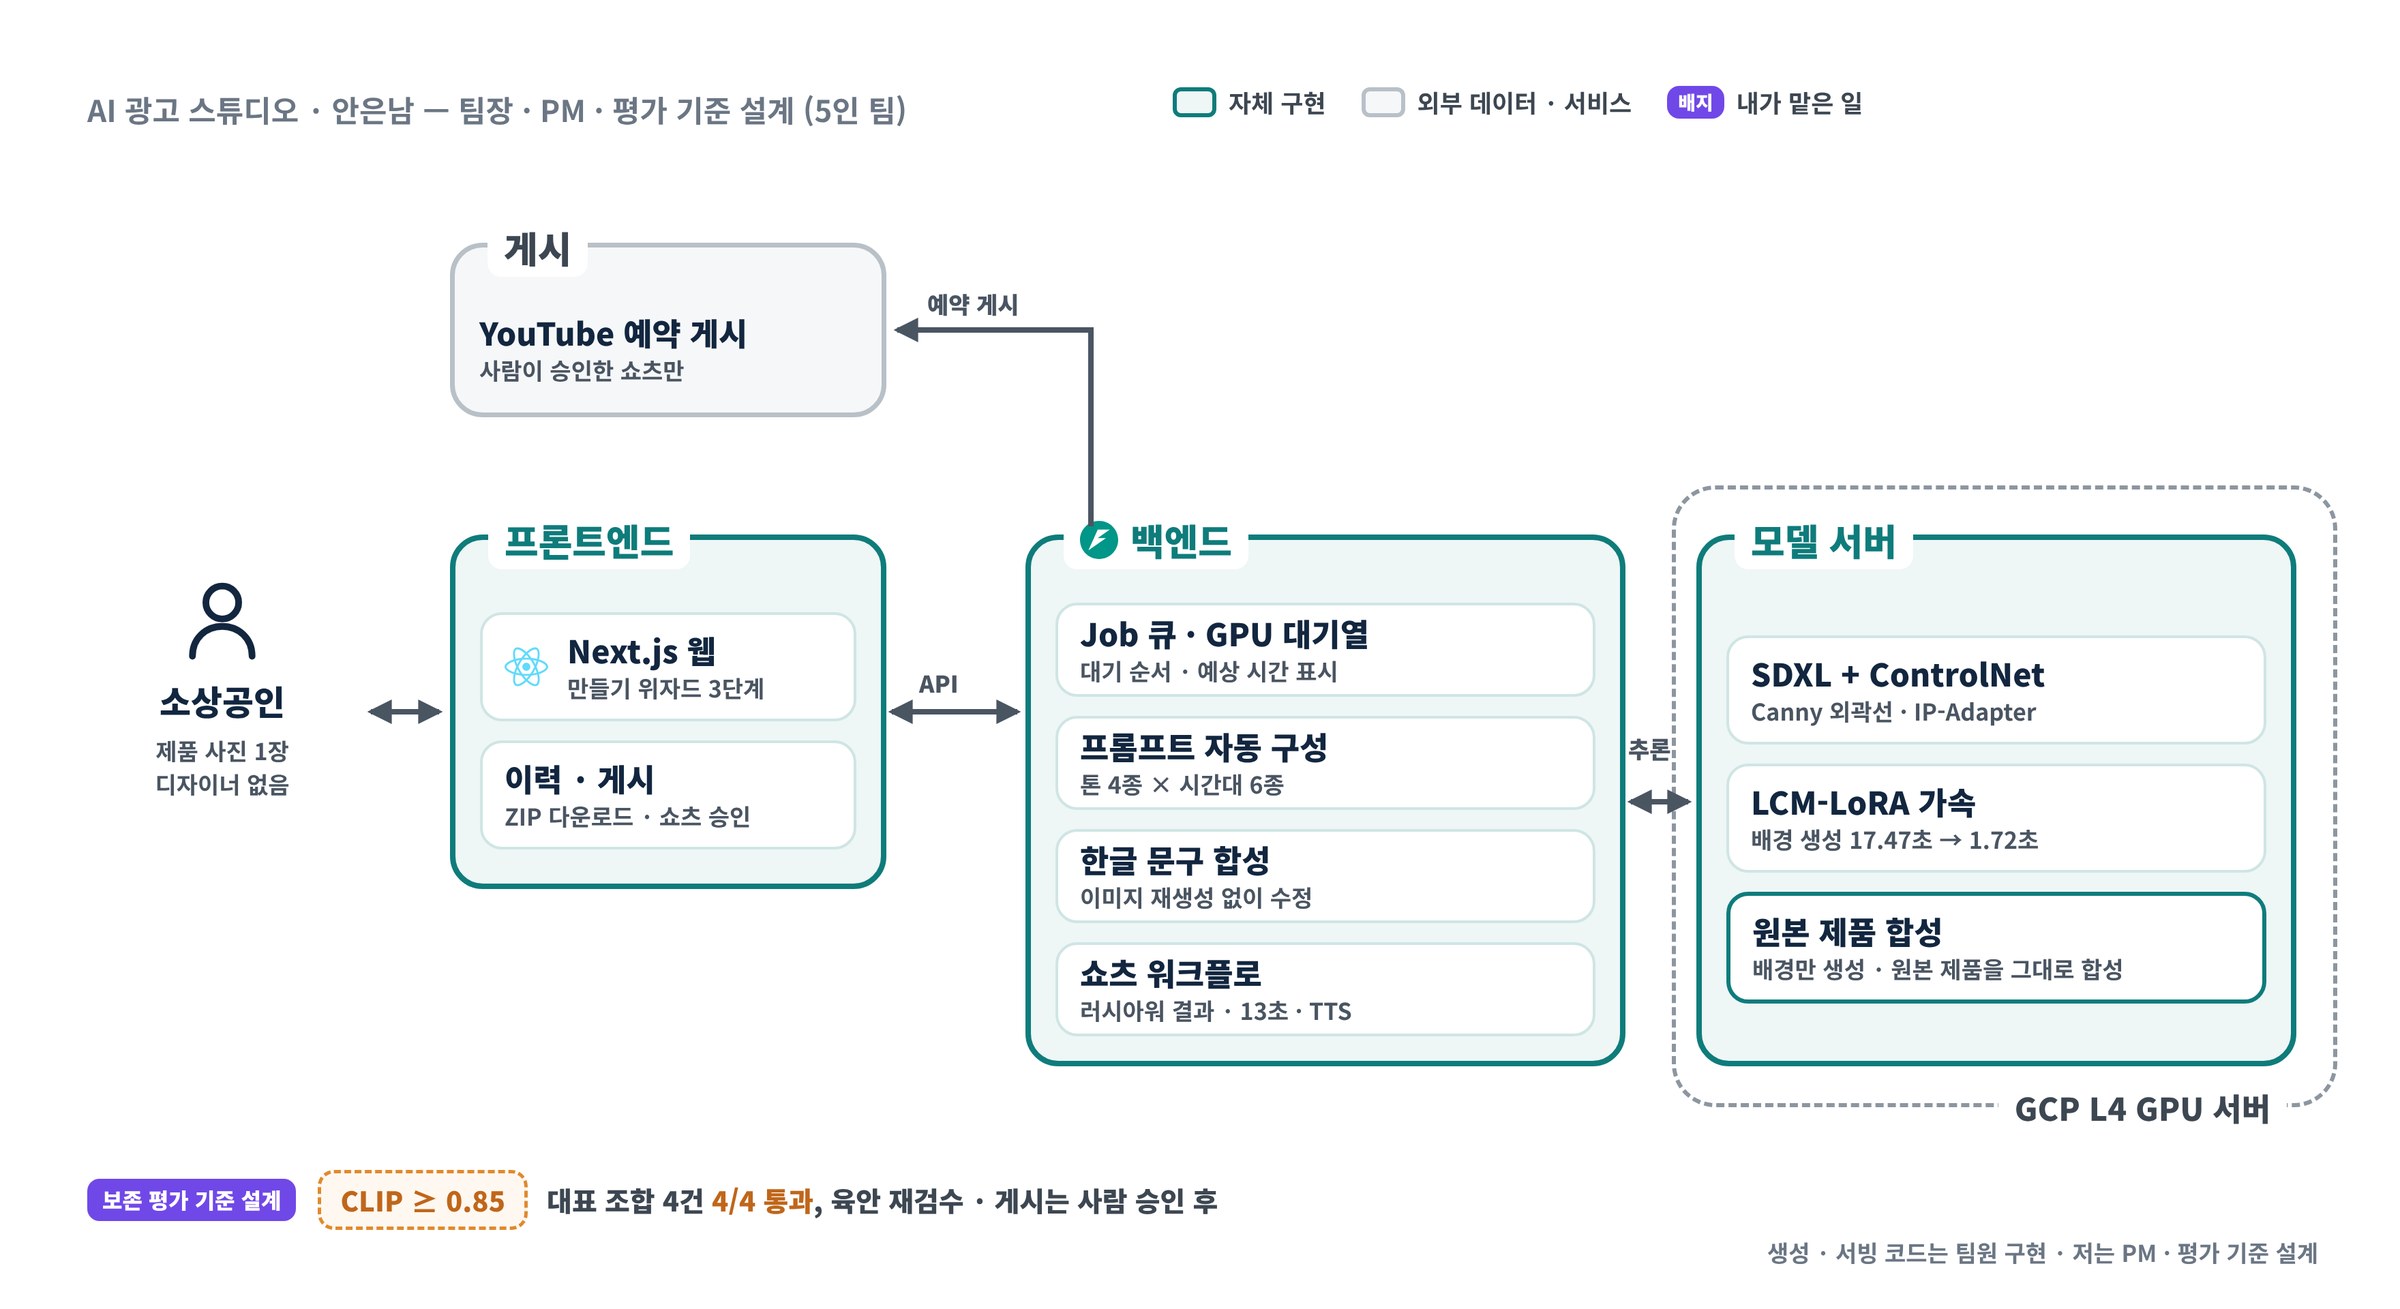 AI 광고 스튜디오 · 안은남 — 팀장 · PM · 평가 기준 설계 (5인 팀)
자체 구현
외부 데이터 · 서비스
배지 내가 맡은 일
게시
YouTube 예약 게시
사람이 승인한 쇼츠만
예약 게시
소상공인
제품 사진 1장
디자이너 없음
프론트엔드
Next.js 웹
만들기 위자드 3단계
이력 · 게시
ZIP 다운로드 · 쇼츠 승인
API
백엔드
Job 큐 · GPU 대기열
대기 순서 · 예상 시간 표시
프롬프트 자동 구성
톤 4종 × 시간대 6종
한글 문구 합성
이미지 재생성 없이 수정
쇼츠 워크플로
러시아워 결과 · 13초 · TTS
추론
모델 서버
SDXL + ControlNet
Canny 외곽선 · IP-Adapter
LCM-LoRA 가속
배경 생성 17.47초 → 1.72초
원본 제품 합성
배경만 생성 · 원본 제품을 그대로 합성
GCP L4 GPU 서버
보존 평가 기준 설계
CLIP ≥ 0.85
대표 조합 4건 4/4 통과, 육안 재검수 · 게시는 사람 승인 후
생성 · 서빙 코드는 팀원 구현 · 저는 PM · 평가 기준 설계